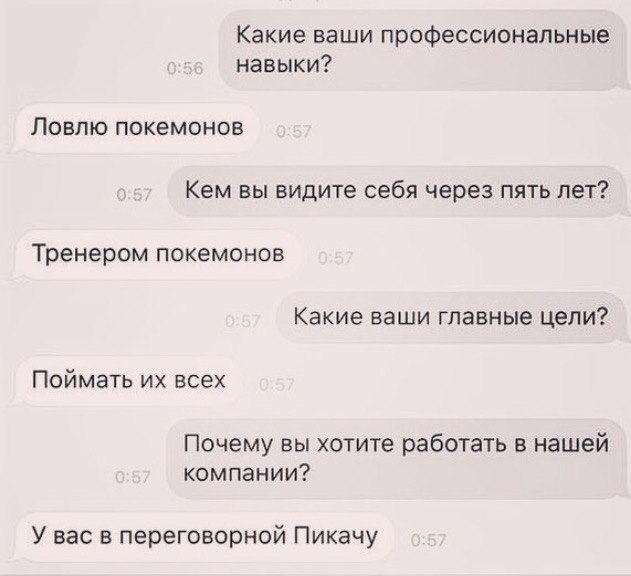 Какие ваши профессиональные
навыки?
0:56
Ловлю покемонов
0:57
Кем вы видите себя через пять лет?
0:57
Тренером покемонов
0:57
Какие ваши главные цели?
0:57
Поймать их всех
0:57
Почему вы хотите работать в нашей
компании?
0:57
У вас в переговорной Пикачу
0:57